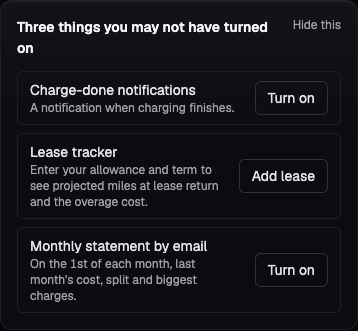 Three things you may not have turned on
Hide this
Charge-done notifications
A notification when charging finishes.
Turn on
Lease tracker
Enter your allowance and term to
see projected miles at lease return
and the overage cost.
Add lease
Monthly statement by email
On the 1st of each month, last
month's cost, split and biggest
charges.
Turn on